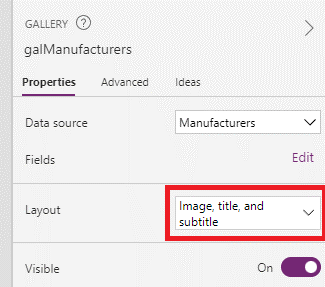 GALLERY ?
galManufacturers
Properties Advanced Ideas
Data source Manufacturers
Fields Edit
Layout Image, title, and
subtitle
Visible On